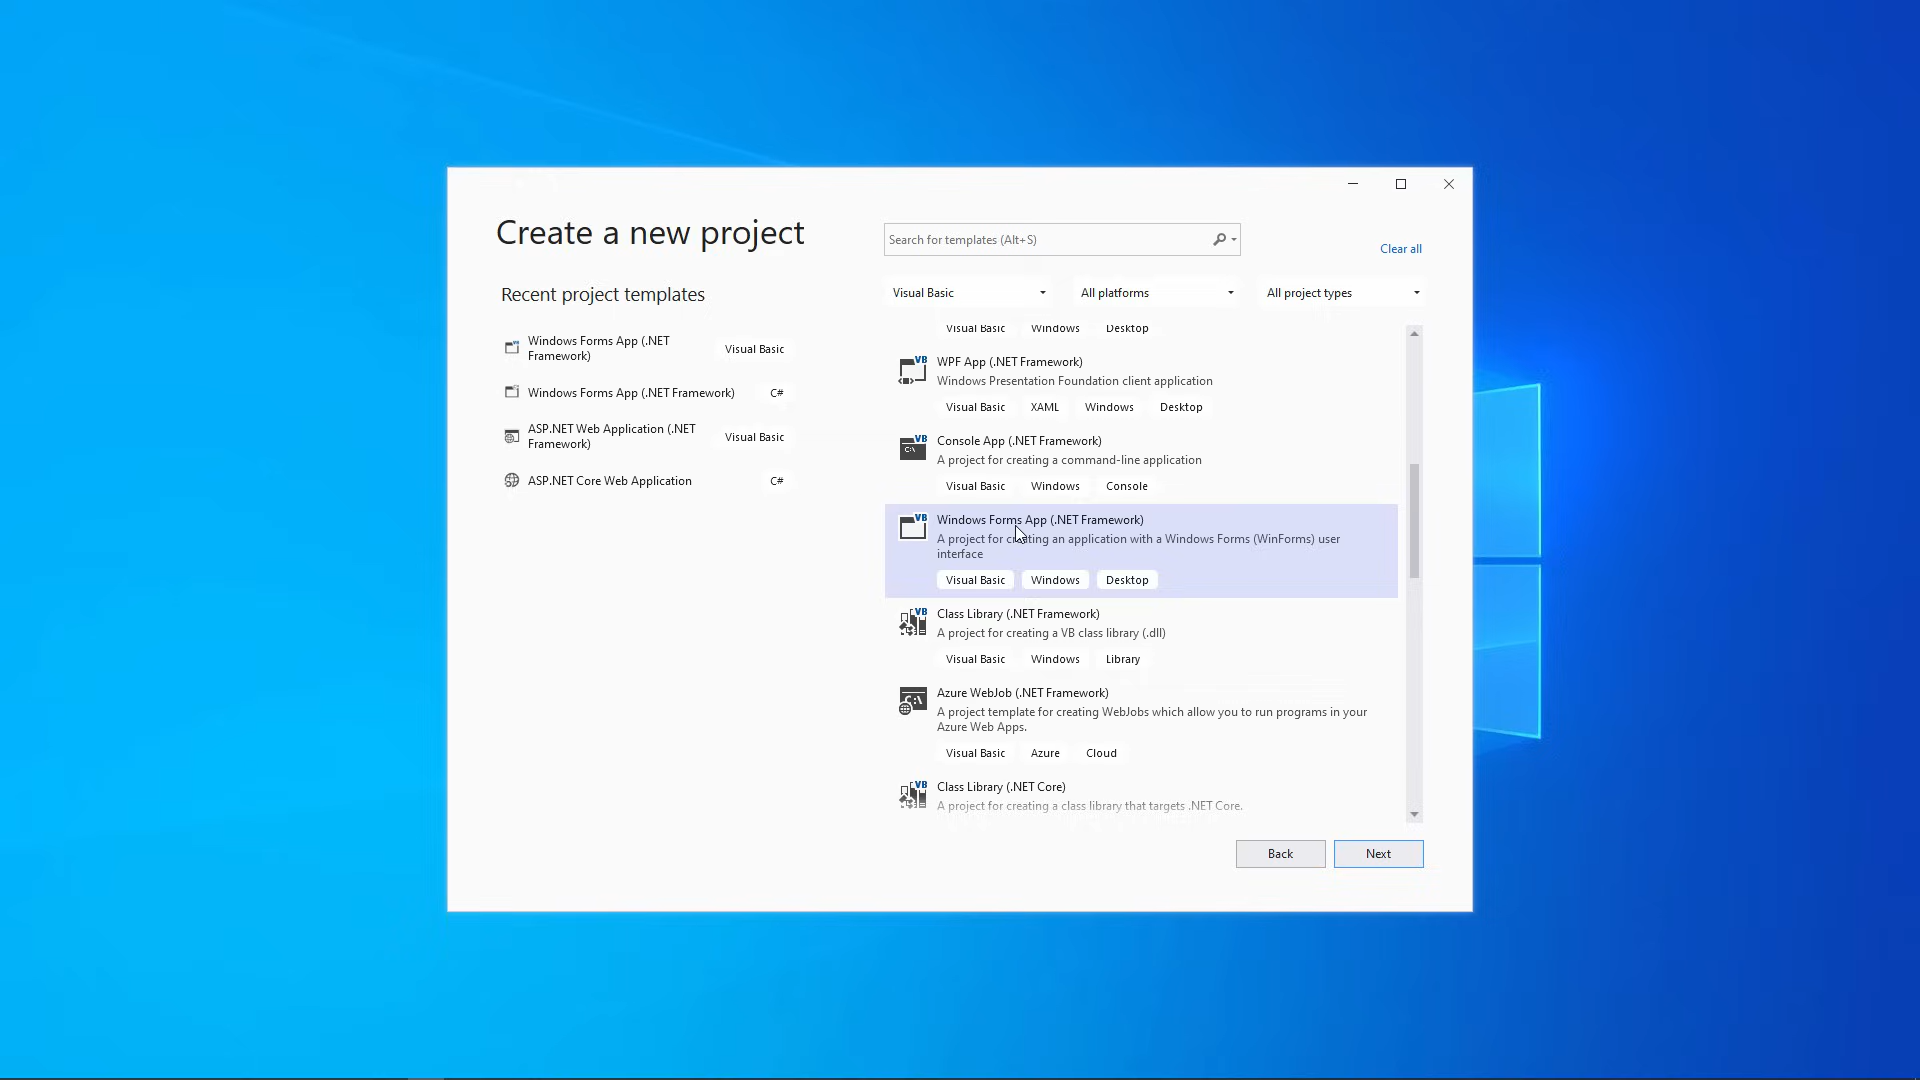 Create a new project
Search for templates (Alt+S)
Clear all
Recent project templates
Visual Basic
All platforms
All project types
Windows Forms App (.NET
Framework)
Visual Basic
Windows Forms App (.NET Framework)
C#
ASP.NET Web Application (.NET
Framework)
Visual Basic
ASP.NET Core Web Application
C#
Visual Basic Windows Desktop
VB
WPF App (.NET Framework)
Windows Presentation Foundation client application
Visual Basic XAML Windows Desktop
VB
C:\
Console App (.NET Framework)
A project for creating a command-line application
Visual Basic Windows Console
VB
Windows Forms App (.NET Framework)
A project for creating an application with a Windows Forms (WinForms) user
interface
Visual Basic Windows Desktop
VB
Class Library (.NET Framework)
A project for creating a VB class library (.dll)
Visual Basic Windows Library
C:\
Azure WebJob (.NET Framework)
A project template for creating WebJobs which allow you to run programs in your
Azure Web Apps.
Visual Basic Azure Cloud
VB
Class Library (.NET Core)
A project for creating a class library that targets .NET Core.
Back
Next